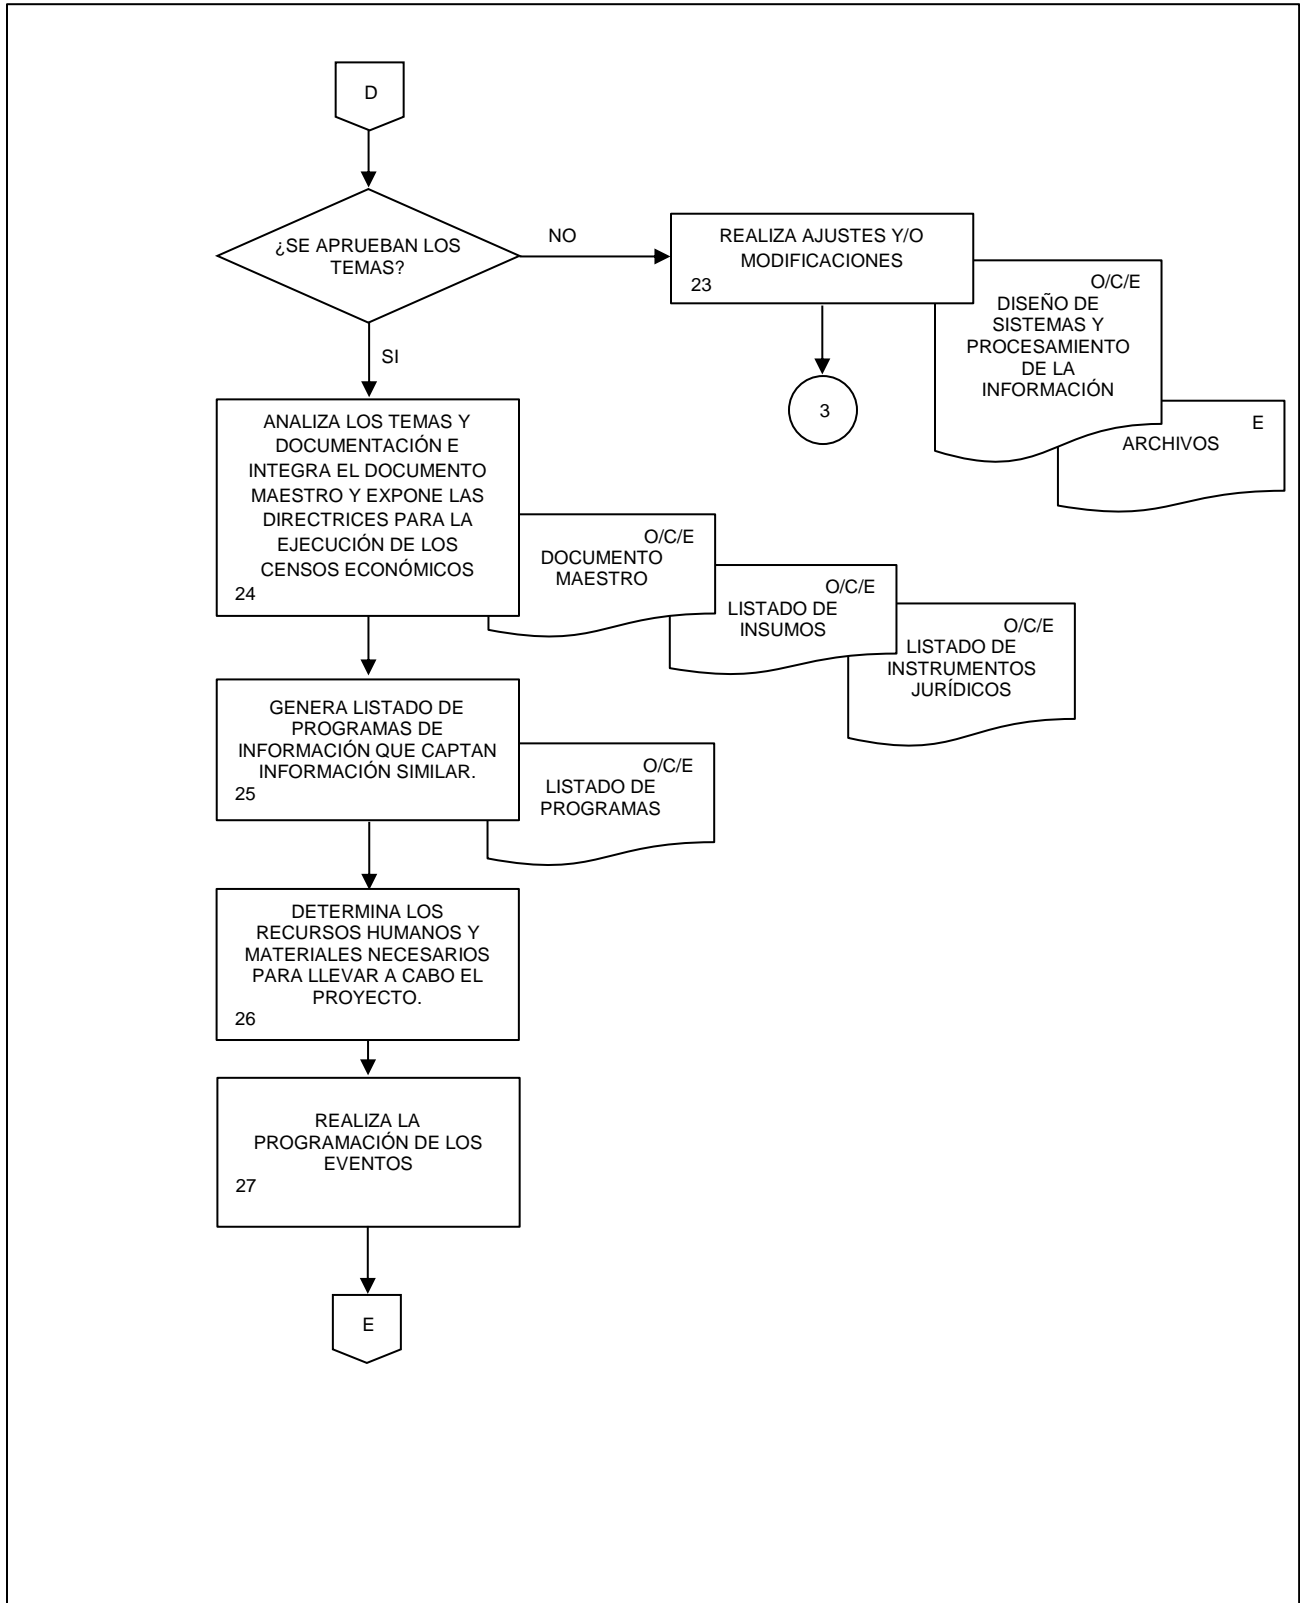 D
¿SE APRUEBAN LOS
TEMAS?
NO
REALIZA AJUSTES Y/O
MODIFICACIONES
23
O/C/E
DISEÑO DE
SISTEMAS Y
PROCESAMIENTO
DE LA
INFORMACIÓN
E
ARCHIVOS
3
SI
ANALIZA LOS TEMAS Y
DOCUMENTACIÓN E
INTEGRA EL DOCUMENTO
MAESTRO Y EXPONE LAS
DIRECTRICES PARA LA
EJECUCIÓN DE LOS
CENSOS ECONÓMICOS
24
O/C/E
DOCUMENTO
MAESTRO
O/C/E
LISTADO DE
INSUMOS
O/C/E
LISTADO DE
INSTRUMENTOS
JURÍDICOS
GENERA LISTADO DE
PROGRAMAS DE
INFORMACIÓN QUE CAPTAN
INFORMACIÓN SIMILAR.
25
O/C/E
LISTADO DE
PROGRAMAS
DETERMINA LOS
RECURSOS HUMANOS Y
MATERIALES NECESARIOS
PARA LLEVAR A CABO EL
PROYECTO.
26
REALIZA LA
PROGRAMACIÓN DE LOS
EVENTOS
27
E